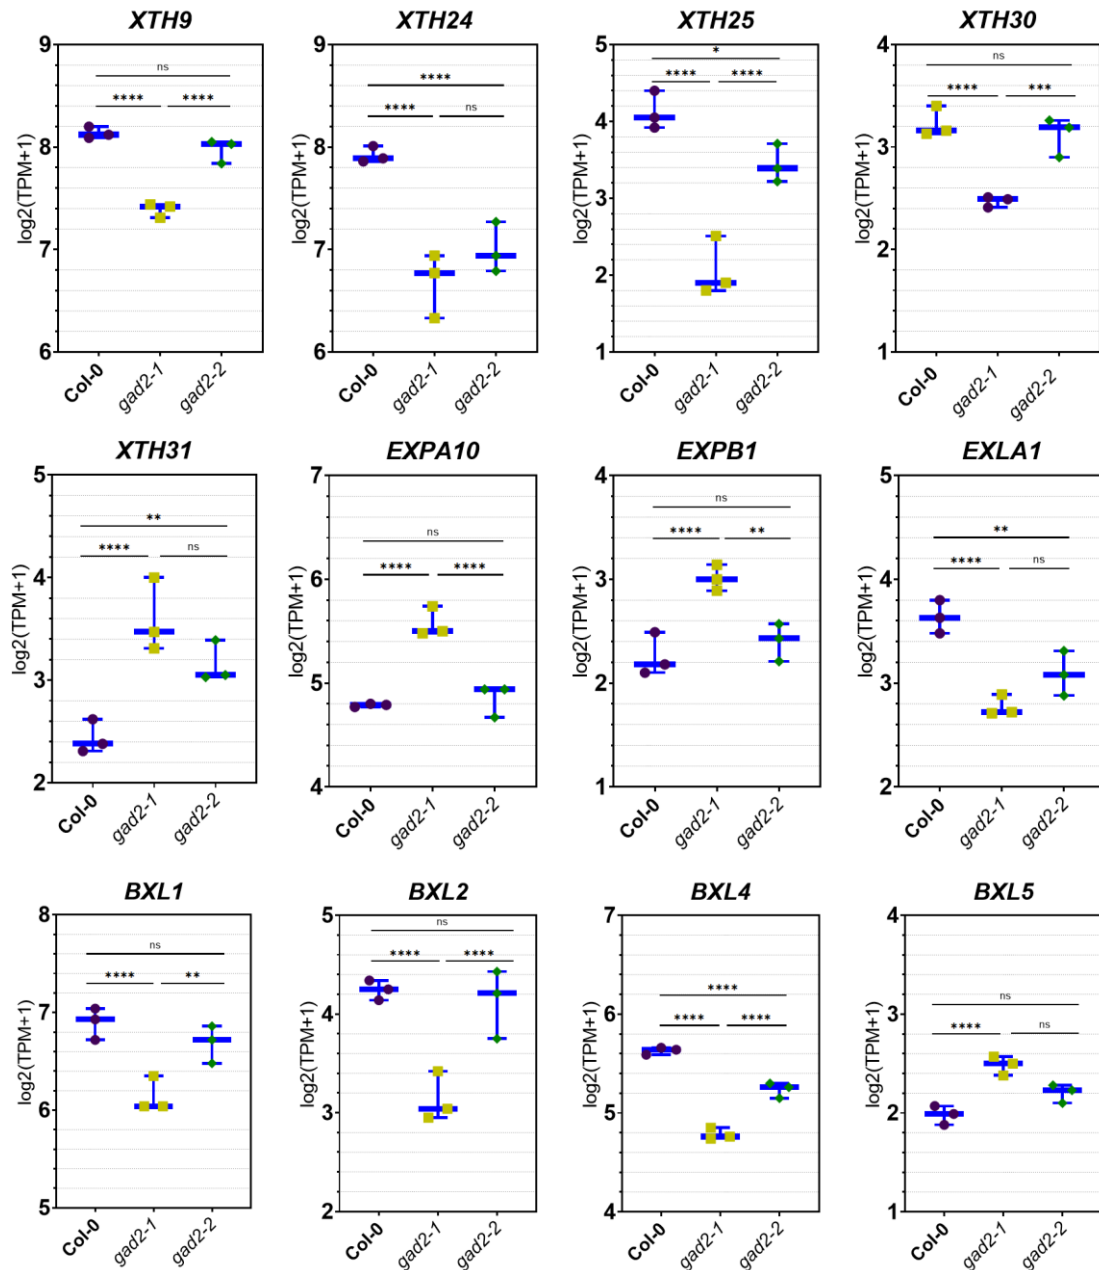 XTH9
log2(TPM+1)
9
8
7
6
ns
****
****
Col-0
gad2-1
gad2-2
XTH24
log2(TPM+1)
9
8
7
6
****
****
ns
Col-0
gad2-1
gad2-2
XTH25
log2(TPM+1)
5
4
3
2
1
*
****
****
Col-0
gad2-1
gad2-2
XTH30
log2(TPM+1)
4
3
2
1
ns
****
***
Col-0
gad2-1
gad2-2
XTH31
log2(TPM+1)
5
4
3
2
**
****
ns
Col-0
gad2-1
gad2-2
EXPA10
log2(TPM+1)
7
6
5
4
ns
****
****
Col-0
gad2-1
gad2-2
EXPB1
log2(TPM+1)
4
3
2
1
ns
****
**
Col-0
gad2-1
gad2-2
EXLA1
log2(TPM+1)
5
4
3
2
**
****
ns
Col-0
gad2-1
gad2-2
BXL1
log2(TPM+1)
8
7
6
5
ns
****
**
Col-0
gad2-1
gad2-2
BXL2
log2(TPM+1)
5
4
3
2
ns
****
****
Col-0
gad2-1
gad2-2
BXL4
log2(TPM+1)
7
6
5
4
****
****
****
Col-0
gad2-1
gad2-2
BXL5
log2(TPM+1)
4
3
2
1
ns
****
ns
Col-0
gad2-1
gad2-2